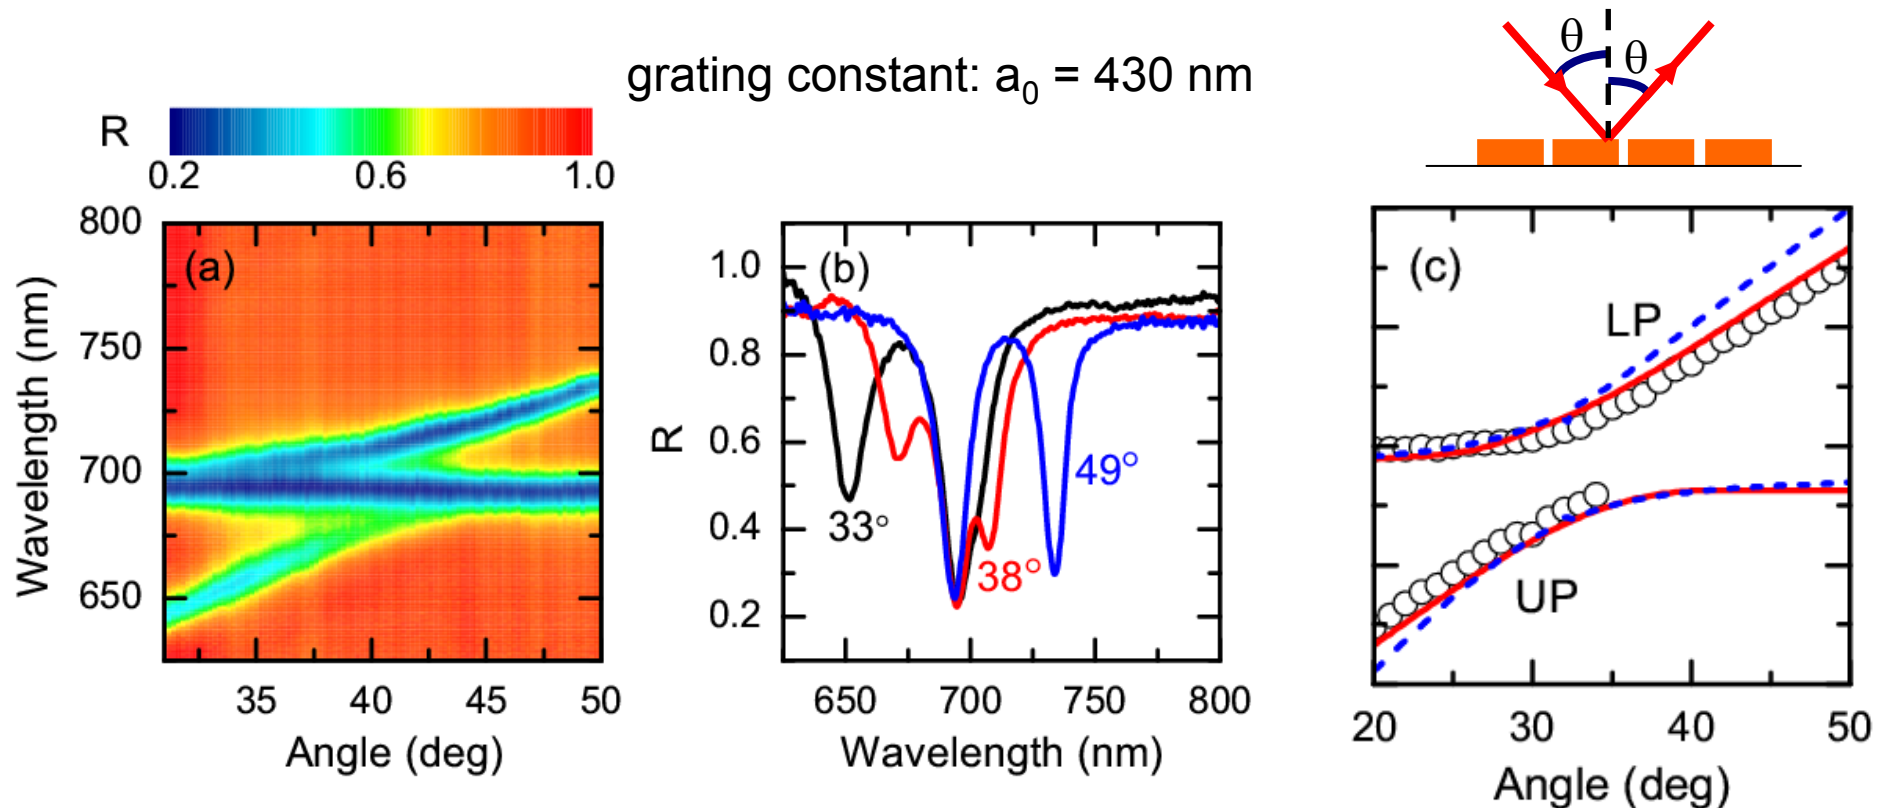 grating constant: a0 = 430 nm
θ
θ
R
0.2
0.6
1.0
(a)
800
750
700
650
Wavelength (nm)
35
40
45
50
Angle (deg)
(b)
1.0
0.8
0.6
0.4
0.2
R
33°
38°
49°
650
700
750
800
Wavelength (nm)
(c)
LP
UP
20
30
40
50
Angle (deg)